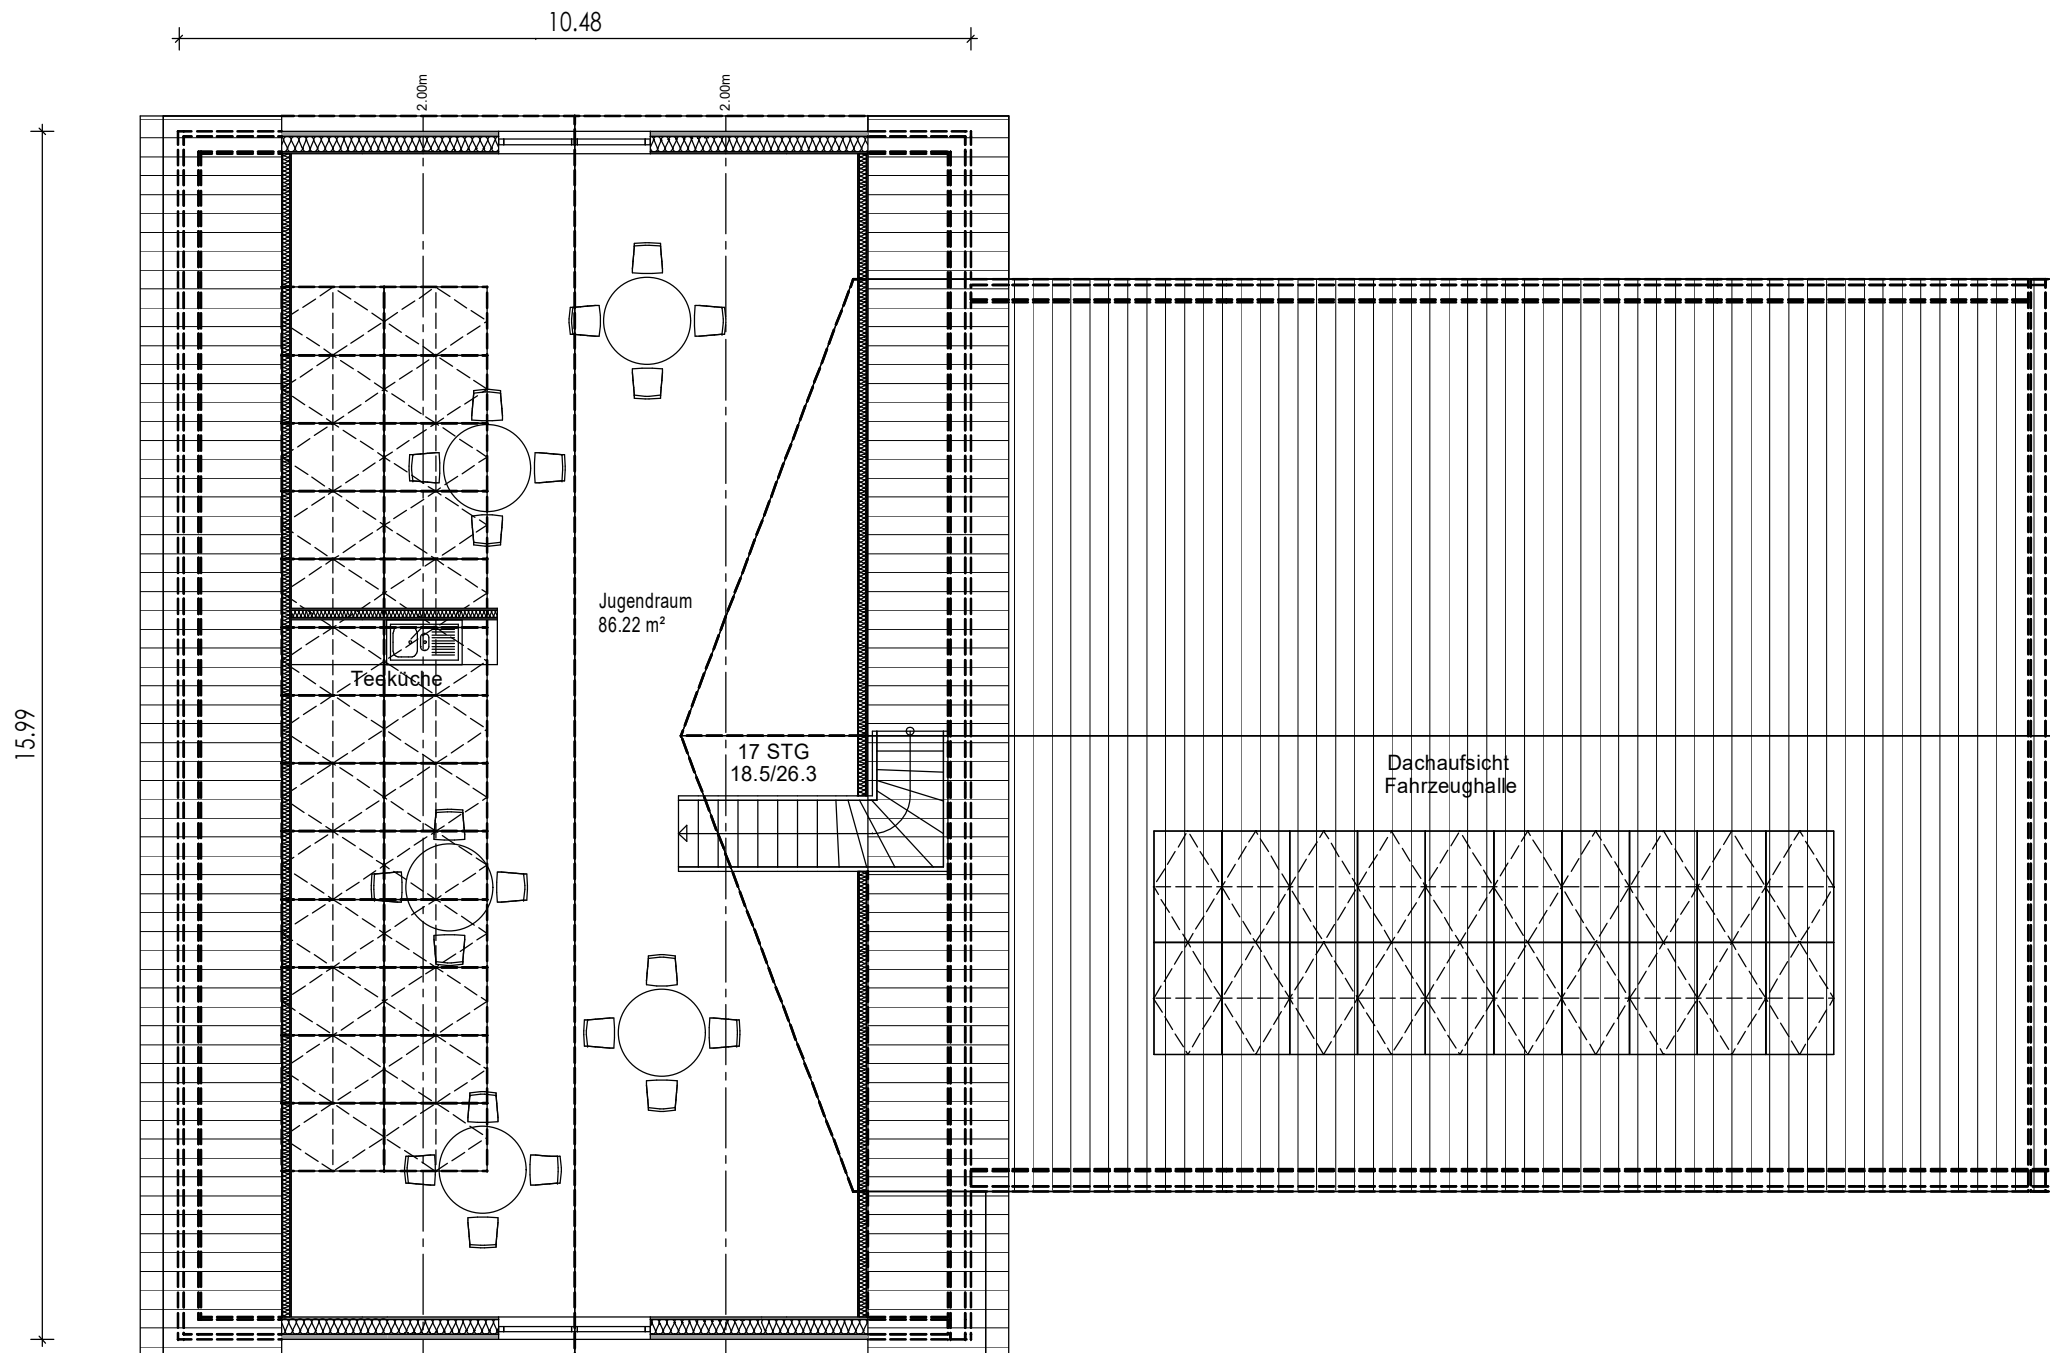 10.48
2.00m
2.00m
15.99
Jugendraum
86.22 m²
Teeküche
17 STG
18.5/26.3
Dachaufsicht
Fahrzeughalle